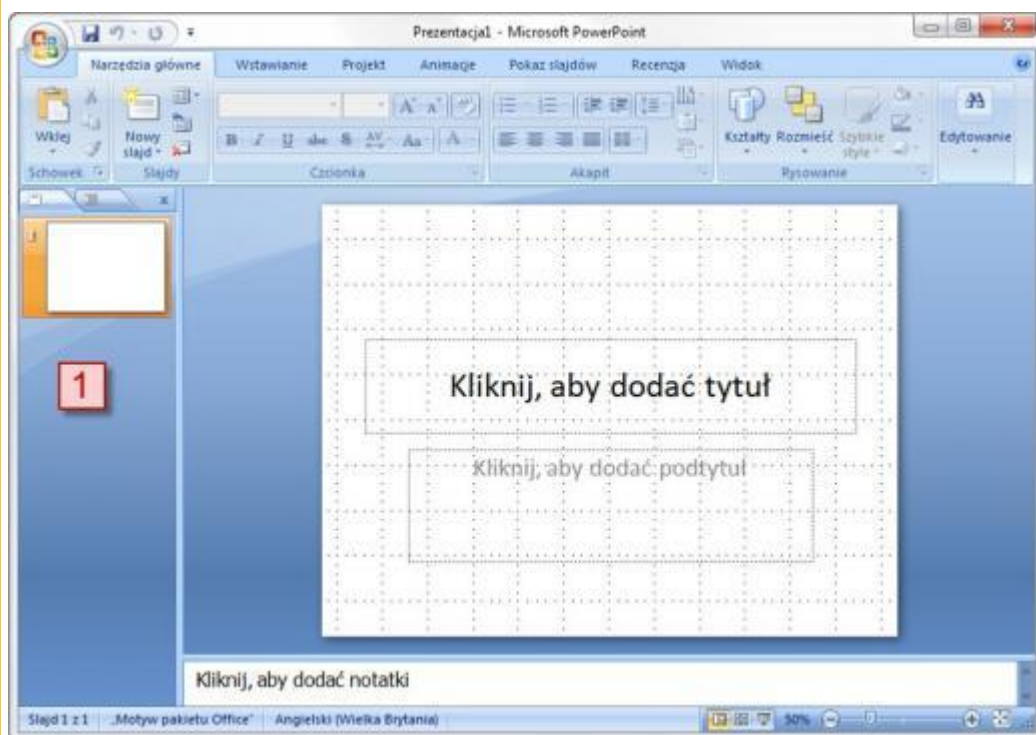 Prezentacja1 - Microsoft PowerPoint
Narzędzia główne Wstawianie Projekt Animacje Pokaz slajdów Recenzja Widok
Wklej Nowy slajd Kształty Rozmieść Szybkie style Edytowanie
Schowek Slajdy Czcionka Akapit Rysowanie
1
1
Kliknij, aby dodać tytuł
Kliknij, aby dodać podtytuł
Kliknij, aby dodać notatki
Slajd 1 z 1 „Motyw pakietu Office” Angielski (Wielka Brytania) 50%